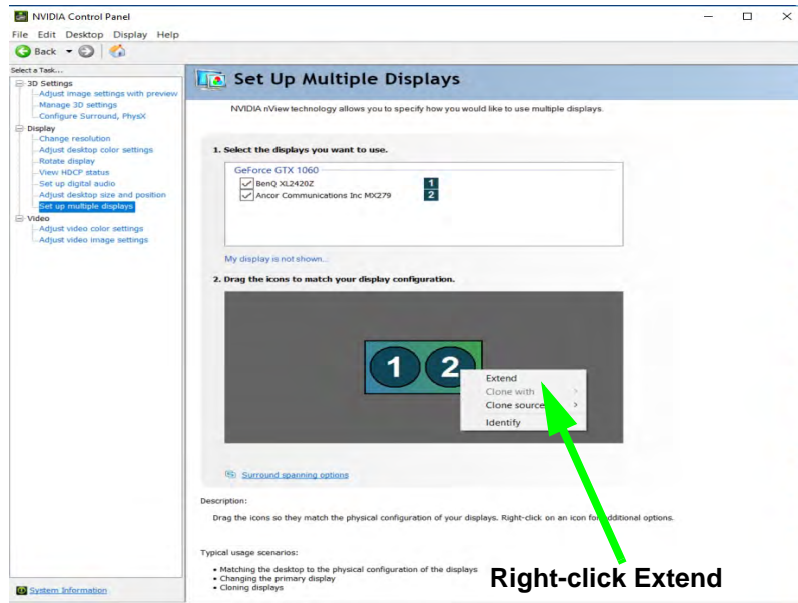 NVIDIA Control Panel
File Edit Desktop Display Help
Back
Select a Task...
3D Settings
Adjust image settings with preview
Manage 3D settings
Configure Surround, PhysX
Display
Change resolution
Adjust desktop color settings
Rotate display
View HDCP status
Set up digital audio
Adjust desktop size and position
Set up multiple displays
Video
Adjust video color settings
Adjust video image settings
System Information
Set Up Multiple Displays
NVIDIA nView technology allows you to specify how you would like to use multiple displays.
1. Select the displays you want to use.
GeForce GTX 1060
BenQ XL2420Z 1
Ancor Communications Inc MX279 2
My display is not shown...
2. Drag the icons to match your display configuration.
1 2
Extend
Clone with
Clone source
Identify
Surround spanning options
Description:
Drag the icons so they match the physical configuration of your displays. Right-click on an icon for additional options.
Typical usage scenarios:
• Matching the desktop to the physical configuration of the displays
• Changing the primary display
• Cloning displays
Right-click Extend